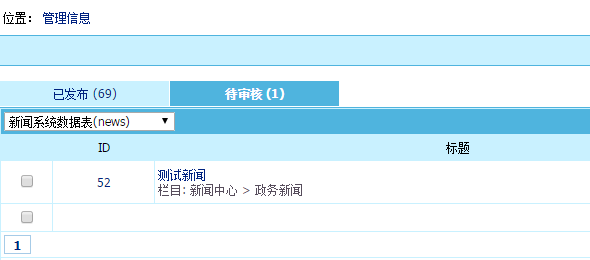 位置： 管理信息
已发布 (69)
待审核 (1)
新闻系统数据表(news)
ID
标题
52
测试新闻
栏目: 新闻中心 > 政务新闻
1